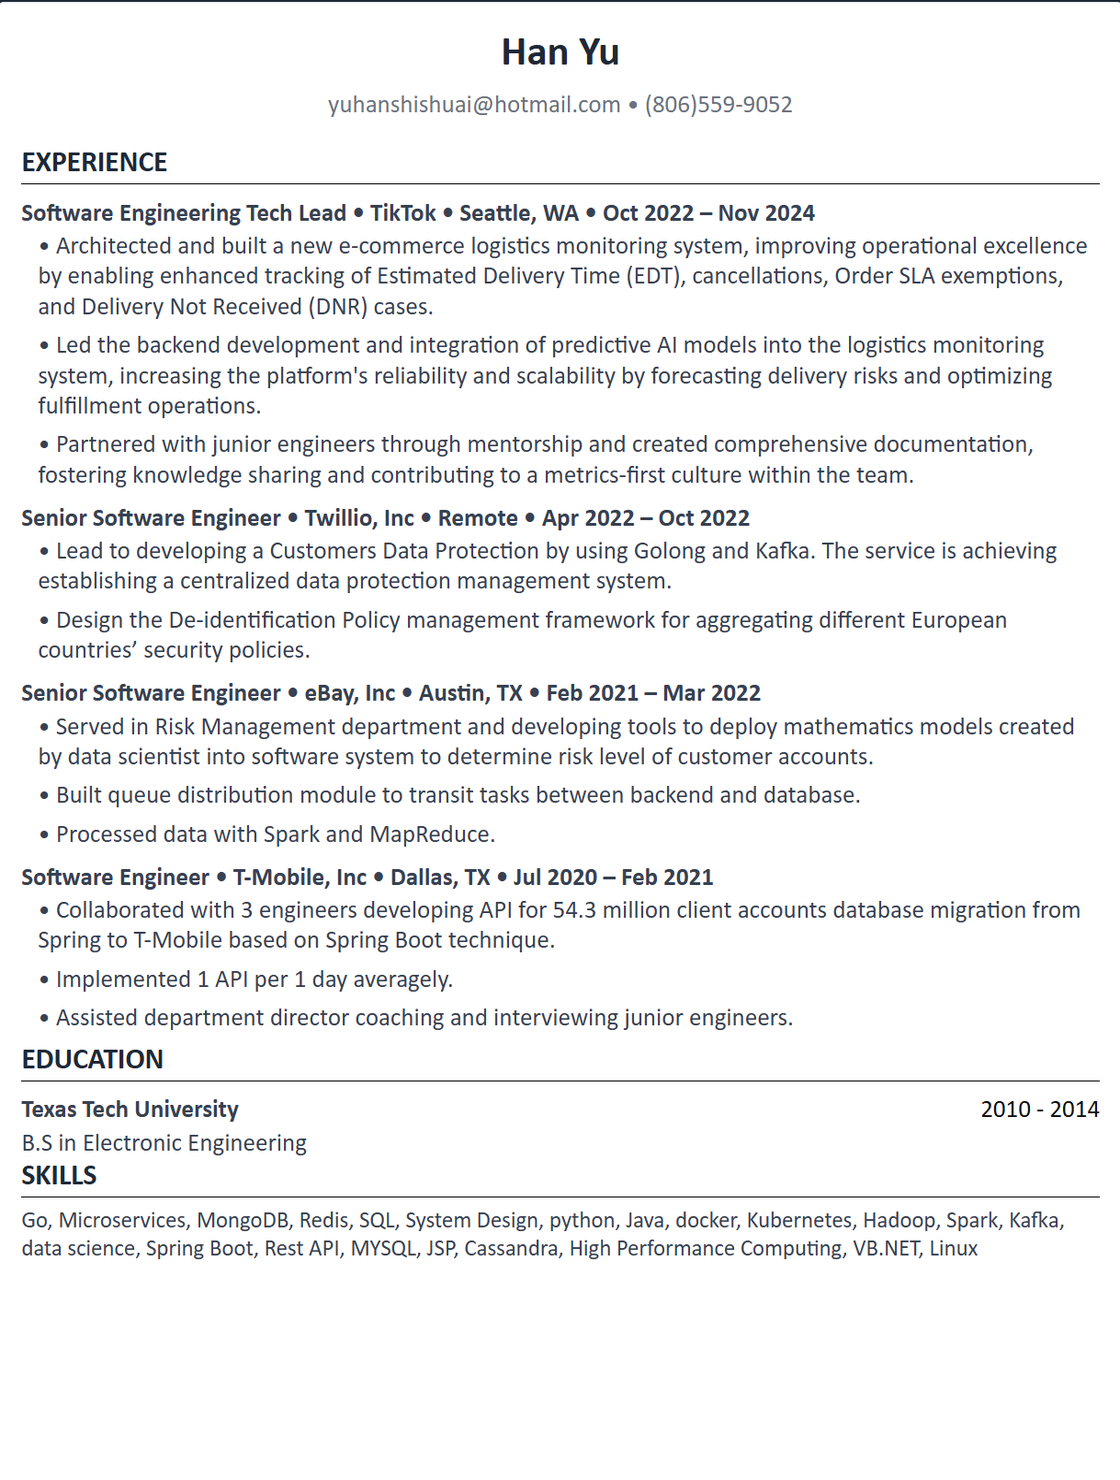 Han Yu
yuhanshishuai@hotmail.com • (806)559-9052
EXPERIENCE
Software Engineering Tech Lead • TikTok • Seattle, WA • Oct 2022 – Nov 2024
• Architected and built a new e-commerce logistics monitoring system, improving operational excellence
by enabling enhanced tracking of Estimated Delivery Time (EDT), cancellations, Order SLA exemptions,
and Delivery Not Received (DNR) cases.
• Led the backend development and integration of predictive AI models into the logistics monitoring
system, increasing the platform's reliability and scalability by forecasting delivery risks and optimizing
fulfillment operations.
• Partnered with junior engineers through mentorship and created comprehensive documentation,
fostering knowledge sharing and contributing to a metrics-first culture within the team.
Senior Software Engineer • Twillio, Inc • Remote • Apr 2022 – Oct 2022
• Lead to developing a Customers Data Protection by using Golong and Kafka. The service is achieving
establishing a centralized data protection management system.
• Design the De-identification Policy management framework for aggregating different European
countries’ security policies.
Senior Software Engineer • eBay, Inc • Austin, TX • Feb 2021 – Mar 2022
• Served in Risk Management department and developing tools to deploy mathematics models created
by data scientist into software system to determine risk level of customer accounts.
• Built queue distribution module to transit tasks between backend and database.
• Processed data with Spark and MapReduce.
Software Engineer • T-Mobile, Inc • Dallas, TX • Jul 2020 – Feb 2021
• Collaborated with 3 engineers developing API for 54.3 million client accounts database migration from
Spring to T-Mobile based on Spring Boot technique.
• Implemented 1 API per 1 day averagely.
• Assisted department director coaching and interviewing junior engineers.
EDUCATION
Texas Tech University 2010 - 2014
B.S in Electronic Engineering
SKILLS
Go, Microservices, MongoDB, Redis, SQL, System Design, python, Java, docker, Kubernetes, Hadoop, Spark, Kafka,
data science, Spring Boot, Rest API, MYSQL, JSP, Cassandra, High Performance Computing, VB.NET, Linux